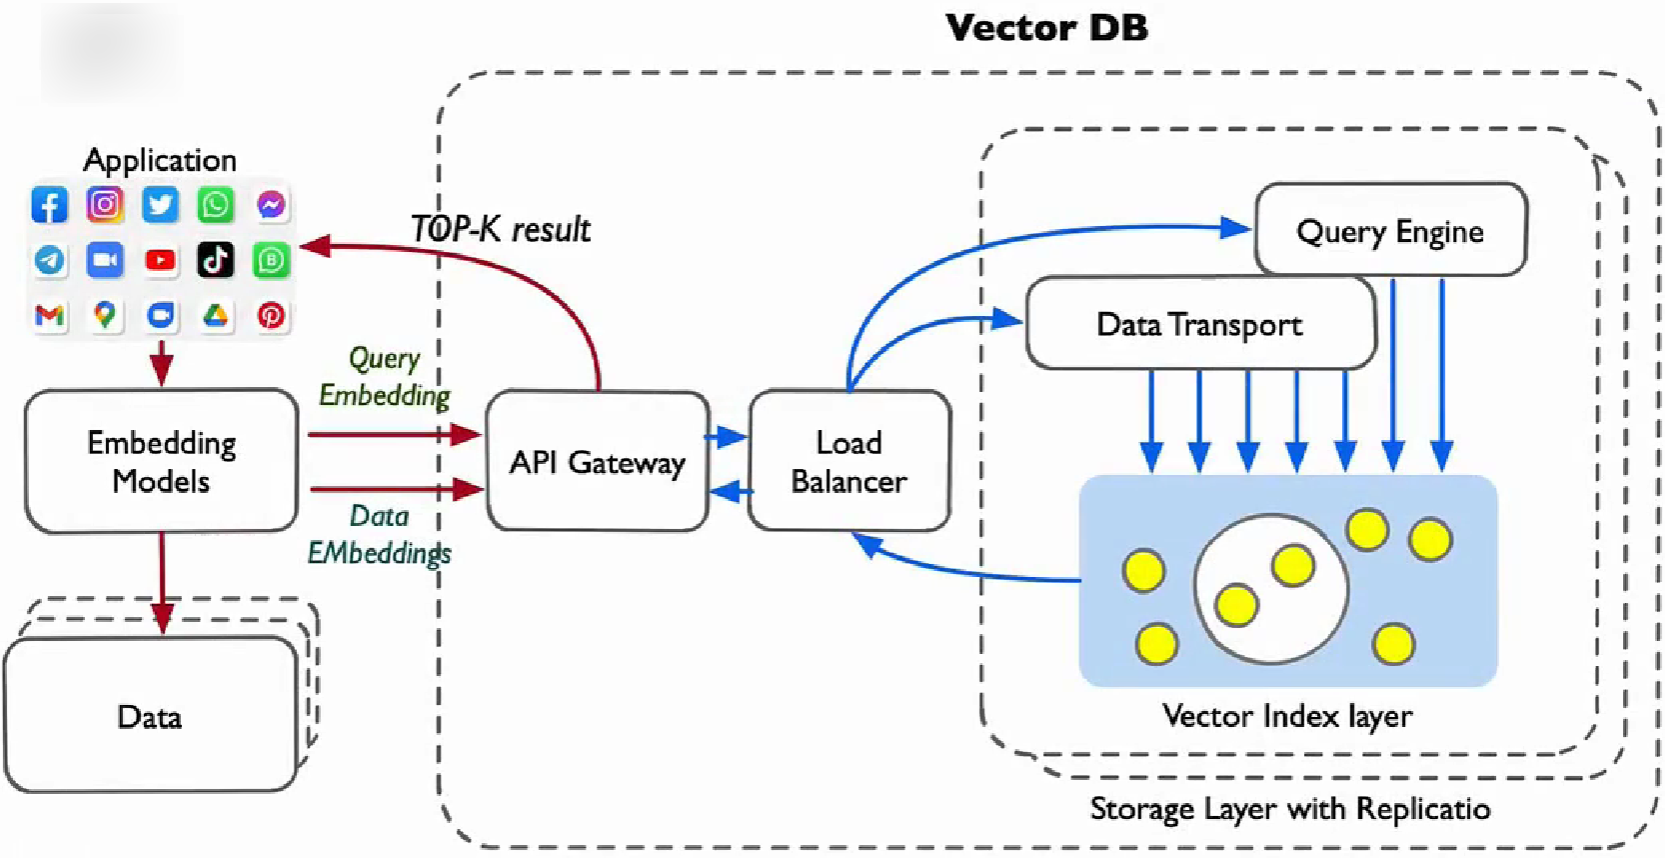 Vector DB
Application
TOP-K result
Query Engine
Data Transport
Query
Embedding
Embedding
Models
API Gateway
Load
Balancer
Data
EMbeddings
Data
Vector Index layer
Storage Layer with Replicatio